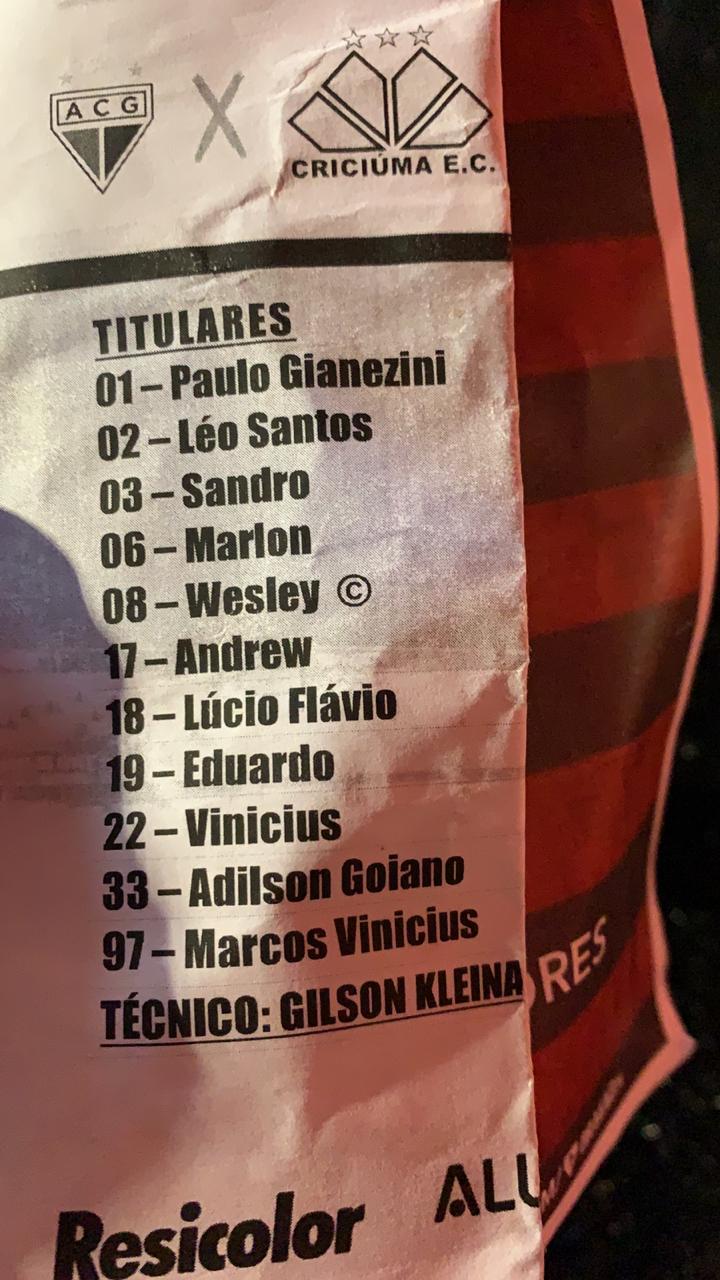 ACG X CRICIÚMA E.C.
TITULARES
01 – Paulo Gianezini
02 – Léo Santos
03 – Sandro
06 – Marlon
08 – Wesley ©
17 – Andrew
18 – Lúcio Flávio
19 – Eduardo
22 – Vinicius
33 – Adilson Goiano
97 – Marcos Vinicius
TÉCNICO: GILSON KLEINA
RES
Resicolor ALU